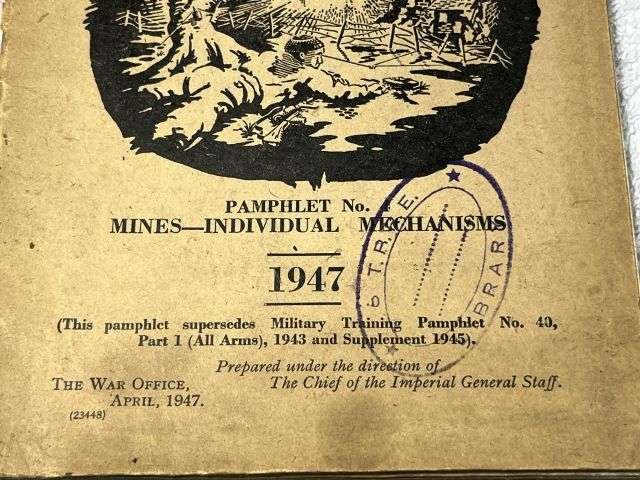 PAMPHLET No. 4
MINES—INDIVIDUAL MECHANISMS
1947
(This pamphlet supersedes Military Training Pamphlet No. 40,
Part 1 (All Arms), 1943 and Supplement 1945).
Prepared under the direction of
THE WAR OFFICE, The Chief of the Imperial General Staff.
APRIL, 1947.
(23448)